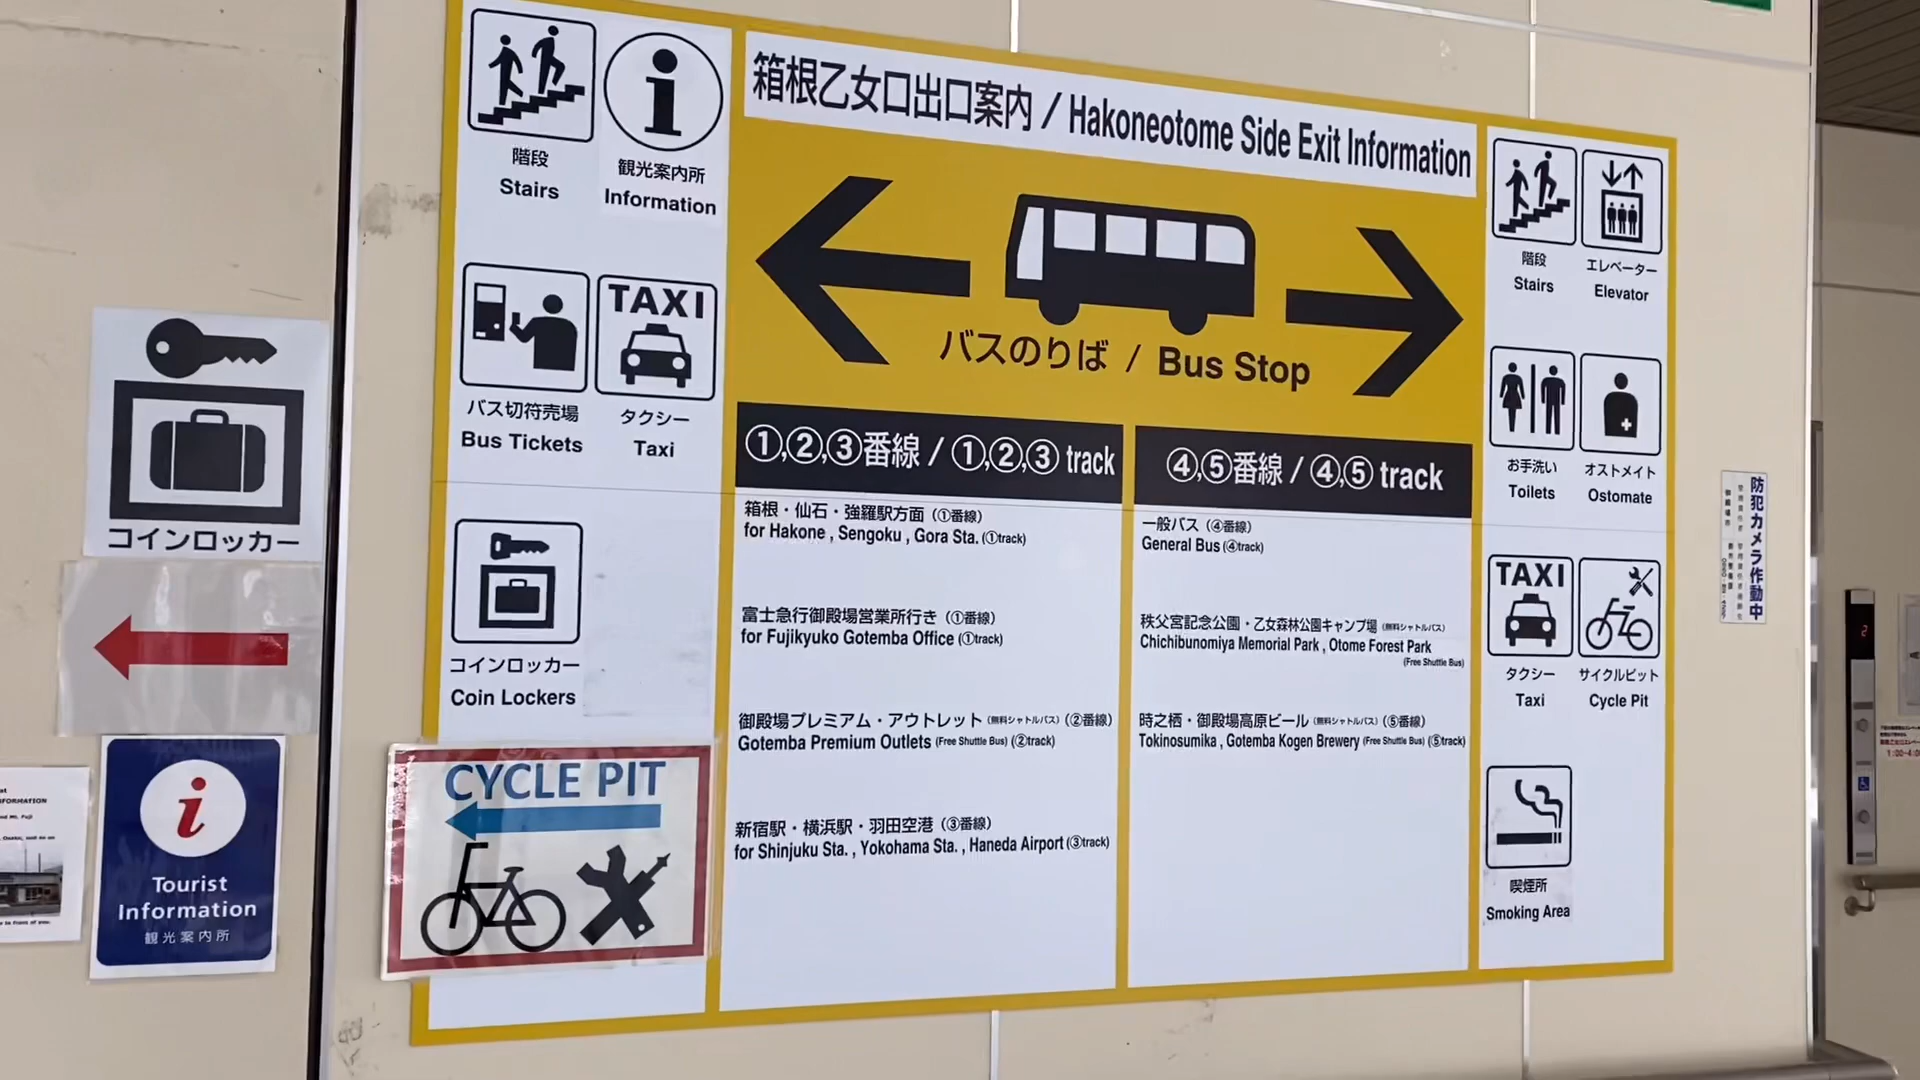 階段
Stairs
観光案内所
Information
バス切符売場
Bus Tickets
TAXI
タクシー
Taxi
コインロッカー
Coin Lockers
箱根乙女口出口案内 / Hakoneotome Side Exit Information
バスのりば / Bus Stop
①,②,③番線 / ①,②,③ track
箱根・仙石・強羅駅方面（①番線）
for Hakone , Sengoku , Gora Sta. (①track)
富士急行御殿場営業所行き（①番線）
for Fujikyuko Gotemba Office (①track)
御殿場プレミアム・アウトレット（無料シャトルバス）（②番線）
Gotemba Premium Outlets (Free Shuttle Bus) (②track)
新宿駅・横浜駅・羽田空港（③番線）
for Shinjuku Sta. , Yokohama Sta. , Haneda Airport (③track)
④,⑤番線 / ④,⑤ track
一般バス（④番線）
General Bus (④track)
秩父宮記念公園・乙女森林公園キャンプ場（無料シャトルバス）
Chichibunomiya Memorial Park , Otome Forest Park
(Free Shuttle Bus)
時之栖・御殿場高原ビール（無料シャトルバス）（⑤番線）
Tokinosumika , Gotemba Kogen Brewery (Free Shuttle Bus) (⑤track)
階段
Stairs
エレベーター
Elevator
お手洗い
Toilets
オストメイト
Ostomate
TAXI
タクシー
Taxi
サイクルピット
Cycle Pit
喫煙所
Smoking Area
コインロッカー
i
Tourist
Information
観光案内所
CYCLE PIT
防犯カメラ作動中
2